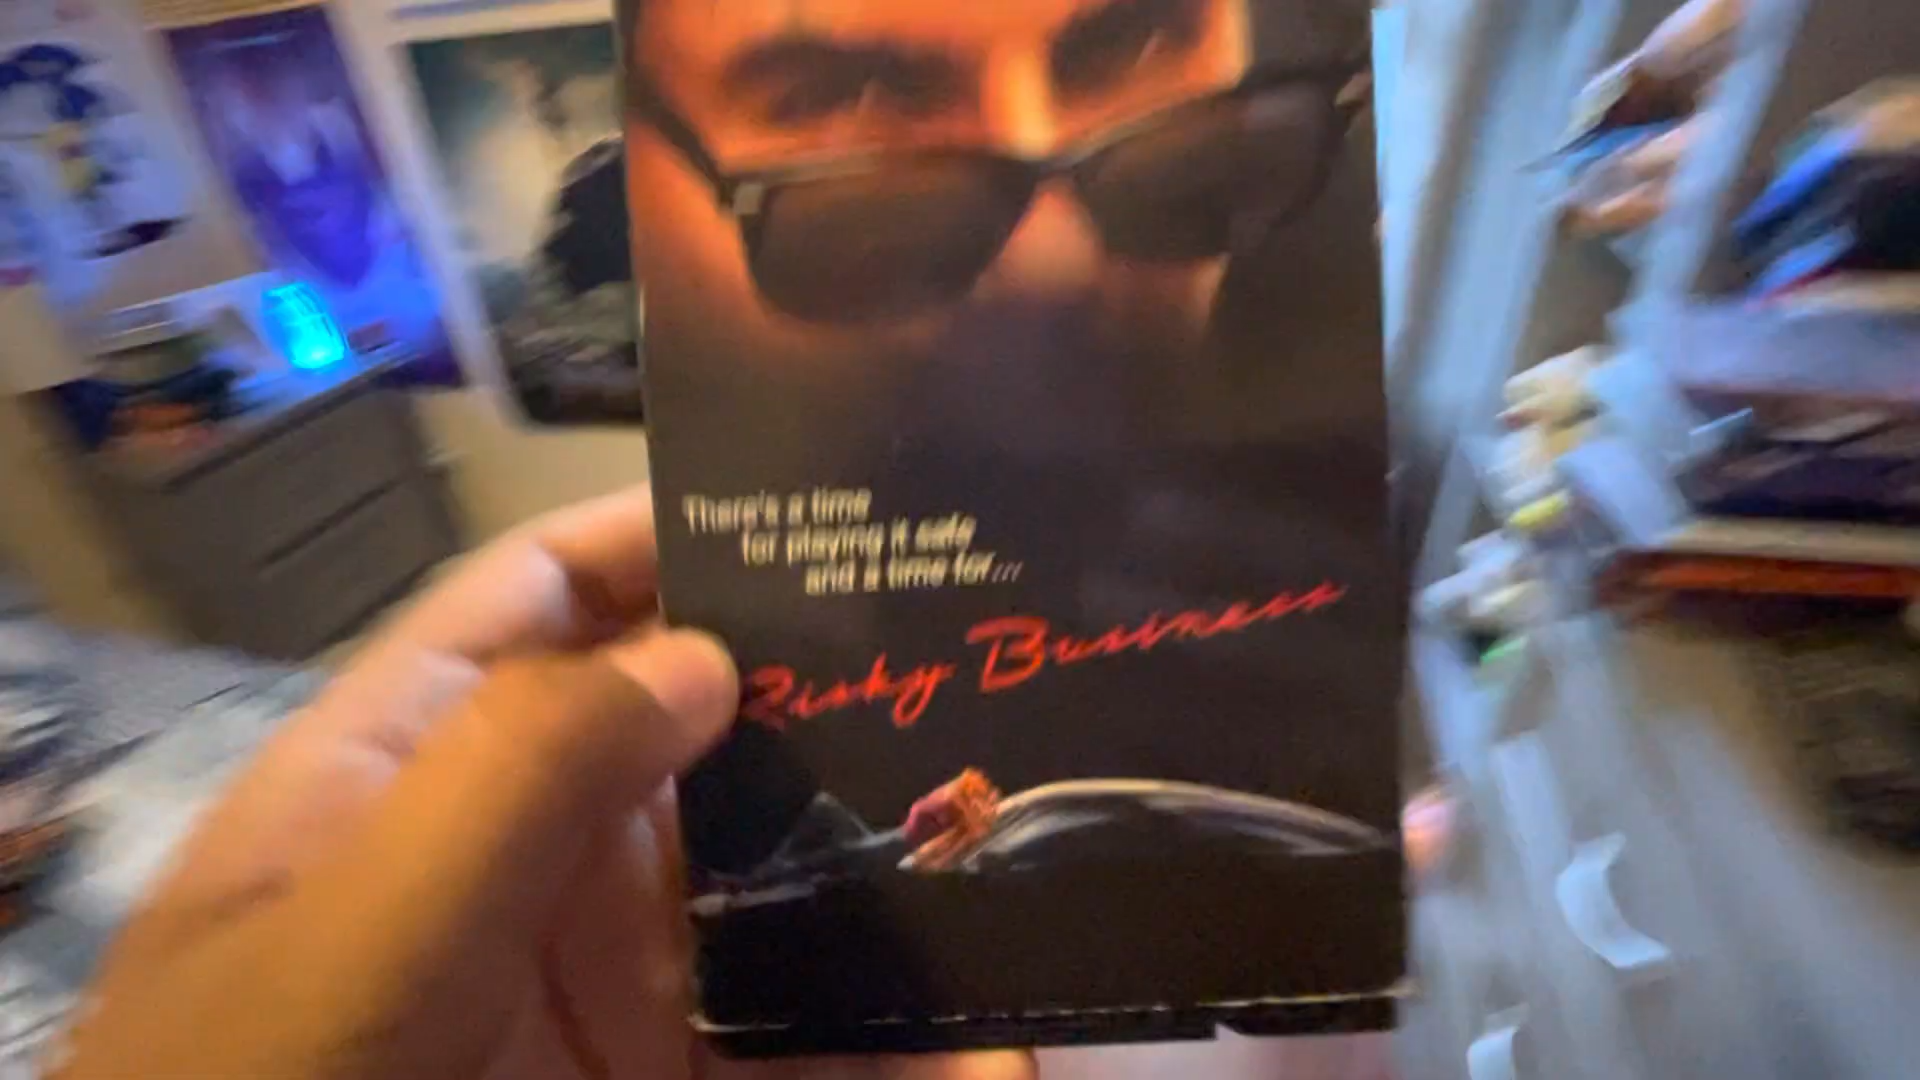 There's a time
for playing it safe
and a time for...
Risky Business